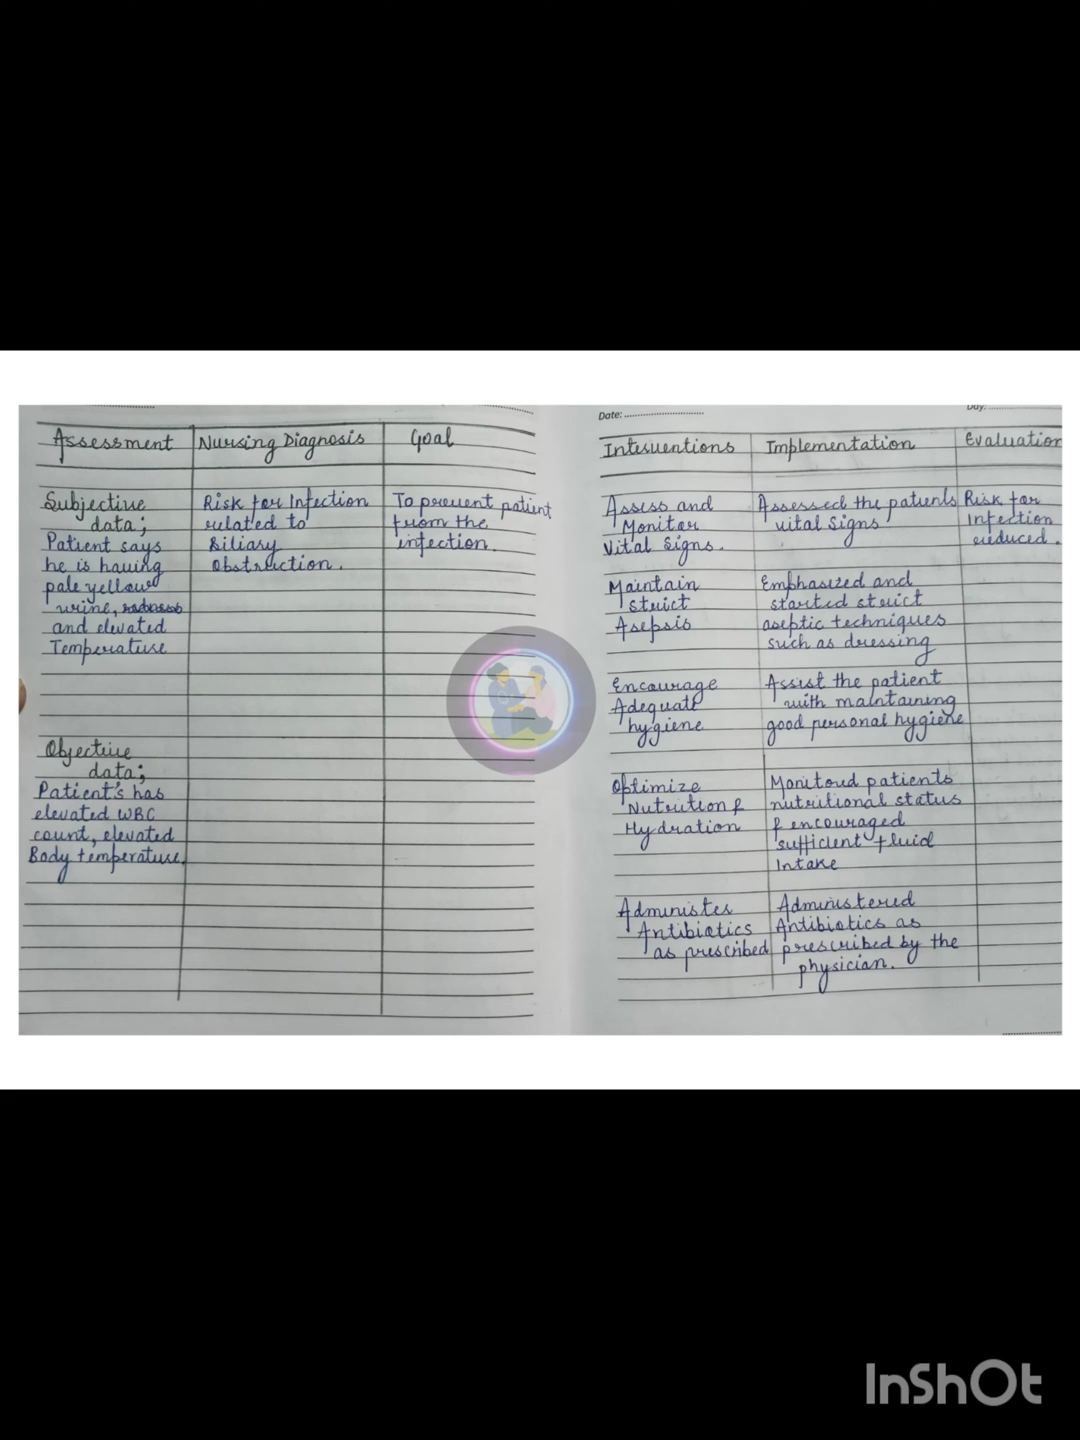 Assessment
Nursing Diagnosis
Goal
Subjective
data;
Patient says
he is having
pale yellow
urine,
and elevated
Temperature
Objective
data;
Patient's has
elevated WBC
count, elevated
Body temperature.
Risk for Infection
related to
Biliary
obstruction.
To prevent patient
from the
infection.
Date:
Day:
Interventions
Implementation
Evaluation
Assess and
Monitor
Vital Signs.
Maintain
strict
Asepsis
Encourage
Adequate
hygiene
Optimize
Nutrition &
Hydration
Administer
Antibiotics
as prescribed
Assessed the patients
vital Signs
Emphasized and
started strict
aseptic techniques
such as dressing
Assist the patient
with maintaining
good personal hygiene
Monitored patients
nutritional status
& encouraged
sufficient fluid
Intake
Administered
Antibiotics as
prescribed by the
physician.
Risk for
Infection
reduced.
InShOt